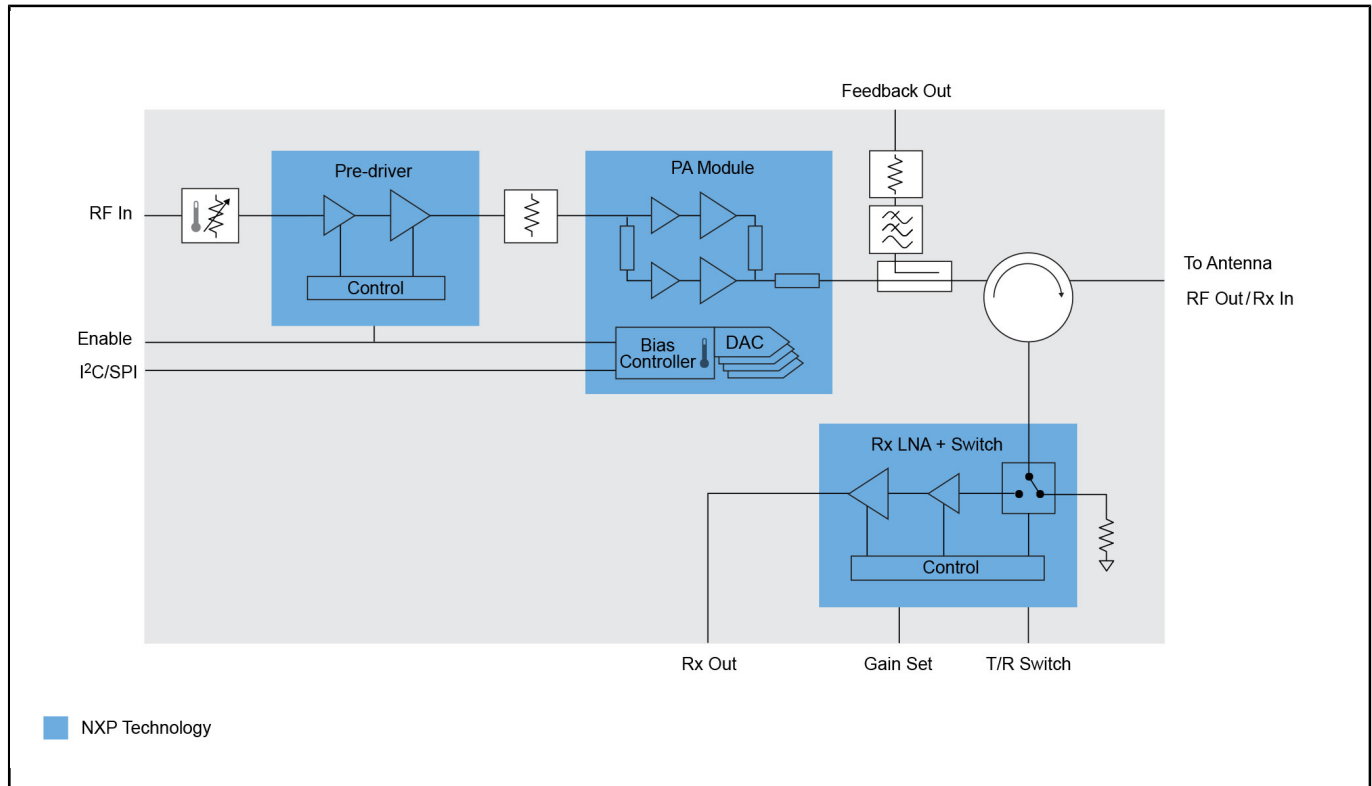 Feedback Out
Pre-driver
PA Module
RF In
Control
To Antenna
RF Out/Rx In
Enable
I²C/SPI
Bias
Controller
DAC
Rx LNA + Switch
Control
Rx Out
Gain Set
T/R Switch
NXP Technology